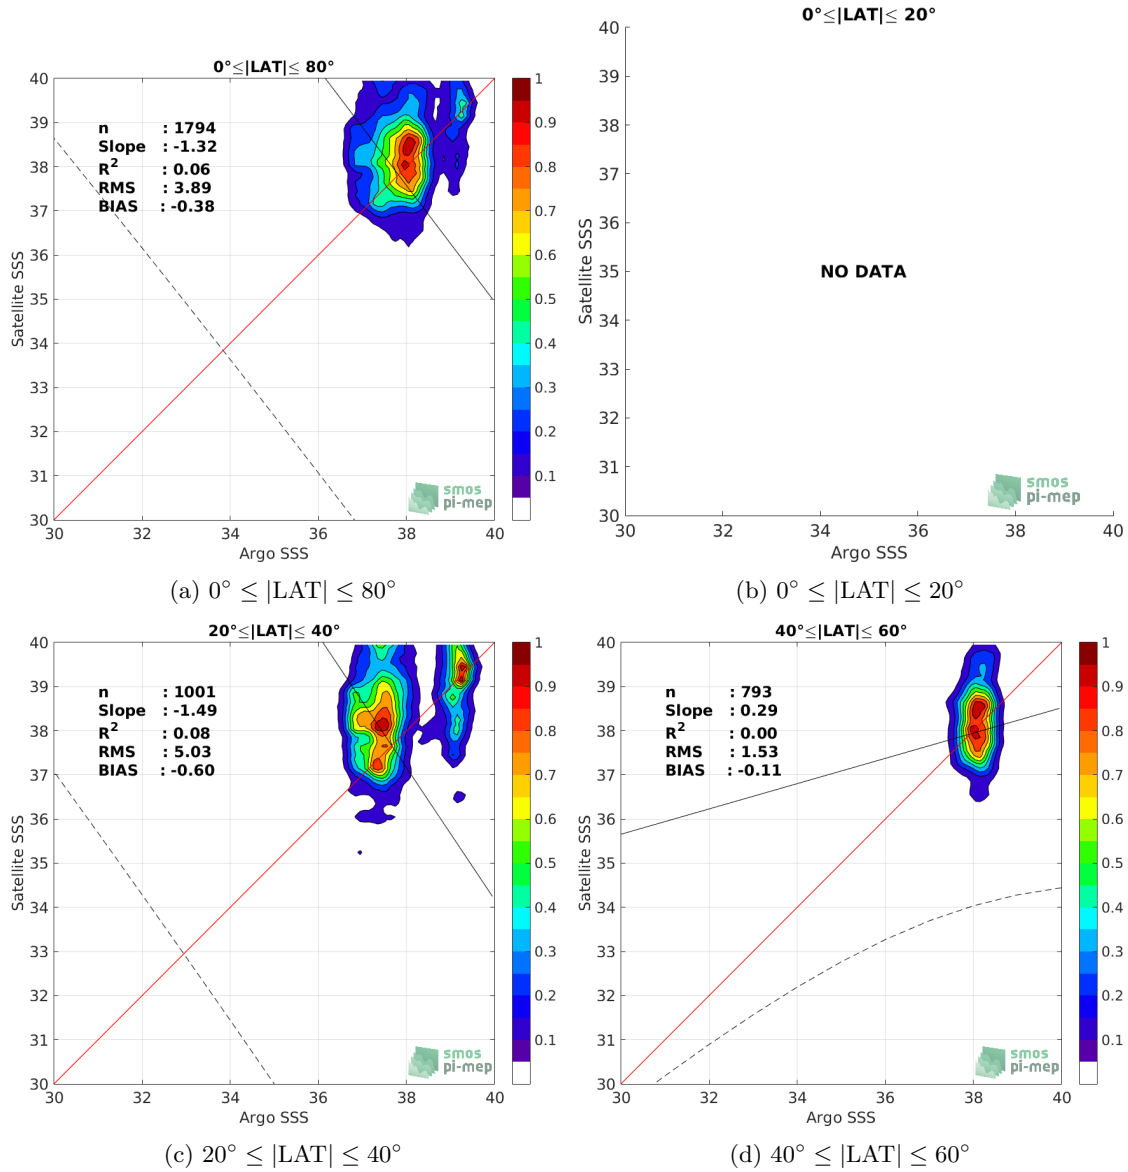 0°≤|LAT|≤ 80°
40
39
38
37
36
35
34
33
32
31
30
30 32 34 36 38 40
Satellite SSS
Argo SSS
n : 1794
Slope : -1.32
R² : 0.06
RMS : 3.89
BIAS : -0.38
1
0.9
0.8
0.7
0.6
0.5
0.4
0.3
0.2
0.1
smos
pi-mep
(a) 0° ≤ |LAT| ≤ 80°
0°≤|LAT|≤ 20°
40
39
38
37
36
35
34
33
32
31
30
30 32 34 36 38 40
Satellite SSS
Argo SSS
NO DATA
smos
pi-mep
(b) 0° ≤ |LAT| ≤ 20°
20°≤|LAT|≤ 40°
40
39
38
37
36
35
34
33
32
31
30
30 32 34 36 38 40
Satellite SSS
Argo SSS
n : 1001
Slope : -1.49
R² : 0.08
RMS : 5.03
BIAS : -0.60
1
0.9
0.8
0.7
0.6
0.5
0.4
0.3
0.2
0.1
smos
pi-mep
(c) 20° ≤ |LAT| ≤ 40°
40°≤|LAT|≤ 60°
40
39
38
37
36
35
34
33
32
31
30
30 32 34 36 38 40
Satellite SSS
Argo SSS
n : 793
Slope : 0.29
R² : 0.00
RMS : 1.53
BIAS : -0.11
1
0.9
0.8
0.7
0.6
0.5
0.4
0.3
0.2
0.1
smos
pi-mep
(d) 40° ≤ |LAT| ≤ 60°